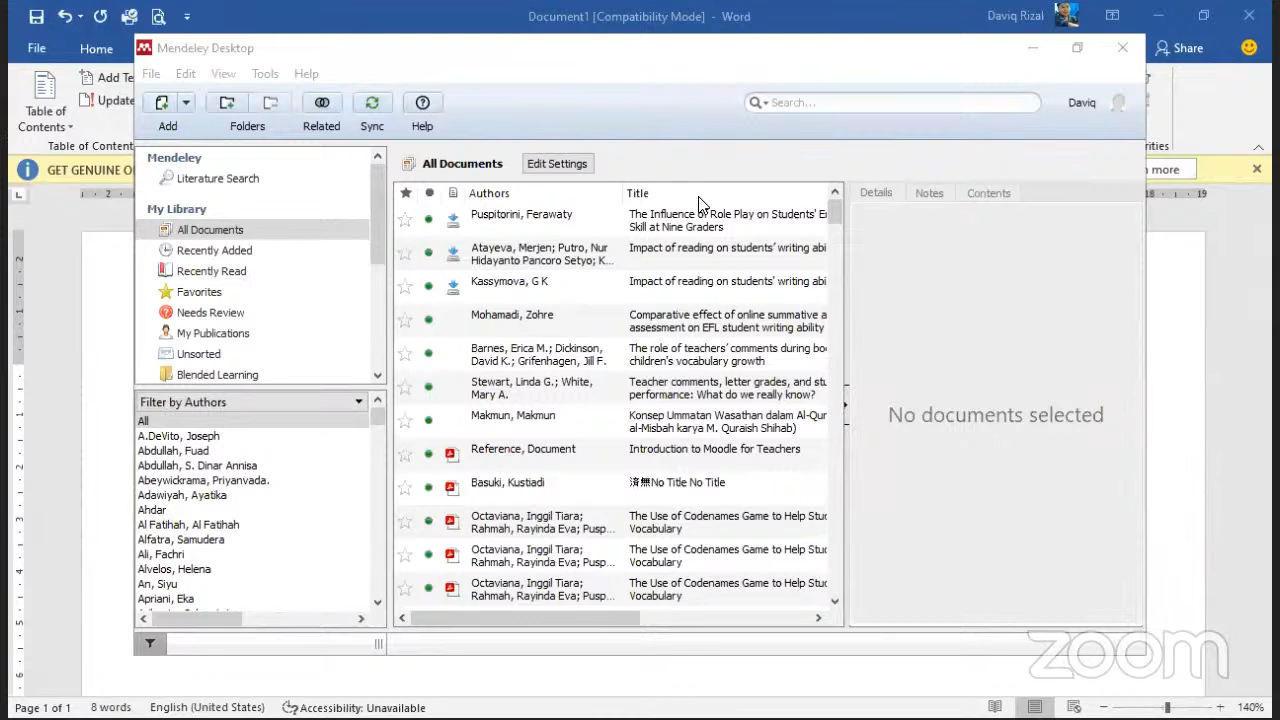 Document1 [Compatibility Mode] - Word
Daviq Rizal
File
Home
Share
Mendeley Desktop
File Edit View Tools Help
Add
Folders
Related
Sync
Help
Search...
Daviq
Table of
Contents
Add Te
Update
Table of Content
rities
GET GENUINE O
n more
2
1
19
Mendeley
Literature Search
My Library
All Documents
Recently Added
Recently Read
Favorites
Needs Review
My Publications
Unsorted
Blended Learning
Filter by Authors
All
A.DeVito, Joseph
Abdullah, Fuad
Abdullah, S. Dinar Annisa
Abeywickrama, Priyanvada.
Adawiyah, Ayatika
Ahdar
Al Fatihah, Al Fatihah
Alfatra, Samudera
Ali, Fachri
Alvelos, Helena
An, Siyu
Apriani, Eka
All Documents
Edit Settings
Authors
Title
Puspitorini, Ferawaty
The Influence of Role Play on Students' En
Skill at Nine Graders
Atayeva, Merjen; Putro, Nur
Hidayanto Pancoro Setyo; K...
Impact of reading on students' writing abi
Kassymova, G K
Impact of reading on students' writing abi
Mohamadi, Zohre
Comparative effect of online summative a
assessment on EFL student writing ability
Barnes, Erica M.; Dickinson,
David K.; Grifenhagen, Jill F.
The role of teachers' comments during boo
children's vocabulary growth
Stewart, Linda G.; White,
Mary A.
Teacher comments, letter grades, and stu
performance: What do we really know?
Makmun, Makmun
Konsep Ummatan Wasathan dalam Al-Qur
al-Misbah karya M. Quraish Shihab)
Reference, Document
Introduction to Moodle for Teachers
Basuki, Kustiadi
済無No Title No Title
Octaviana, Inggil Tiara;
Rahmah, Rayinda Eva; Pusp...
The Use of Codenames Game to Help Stud
Vocabulary
Octaviana, Inggil Tiara;
Rahmah, Rayinda Eva; Pusp...
The Use of Codenames Game to Help Stud
Vocabulary
Octaviana, Inggil Tiara;
Rahmah, Rayinda Eva; Pusp...
The Use of Codenames Game to Help Stud
Vocabulary
Details
Notes
Contents
No documents selected
zoom
Page 1 of 1
8 words
English (United States)
Accessibility: Unavailable
140%